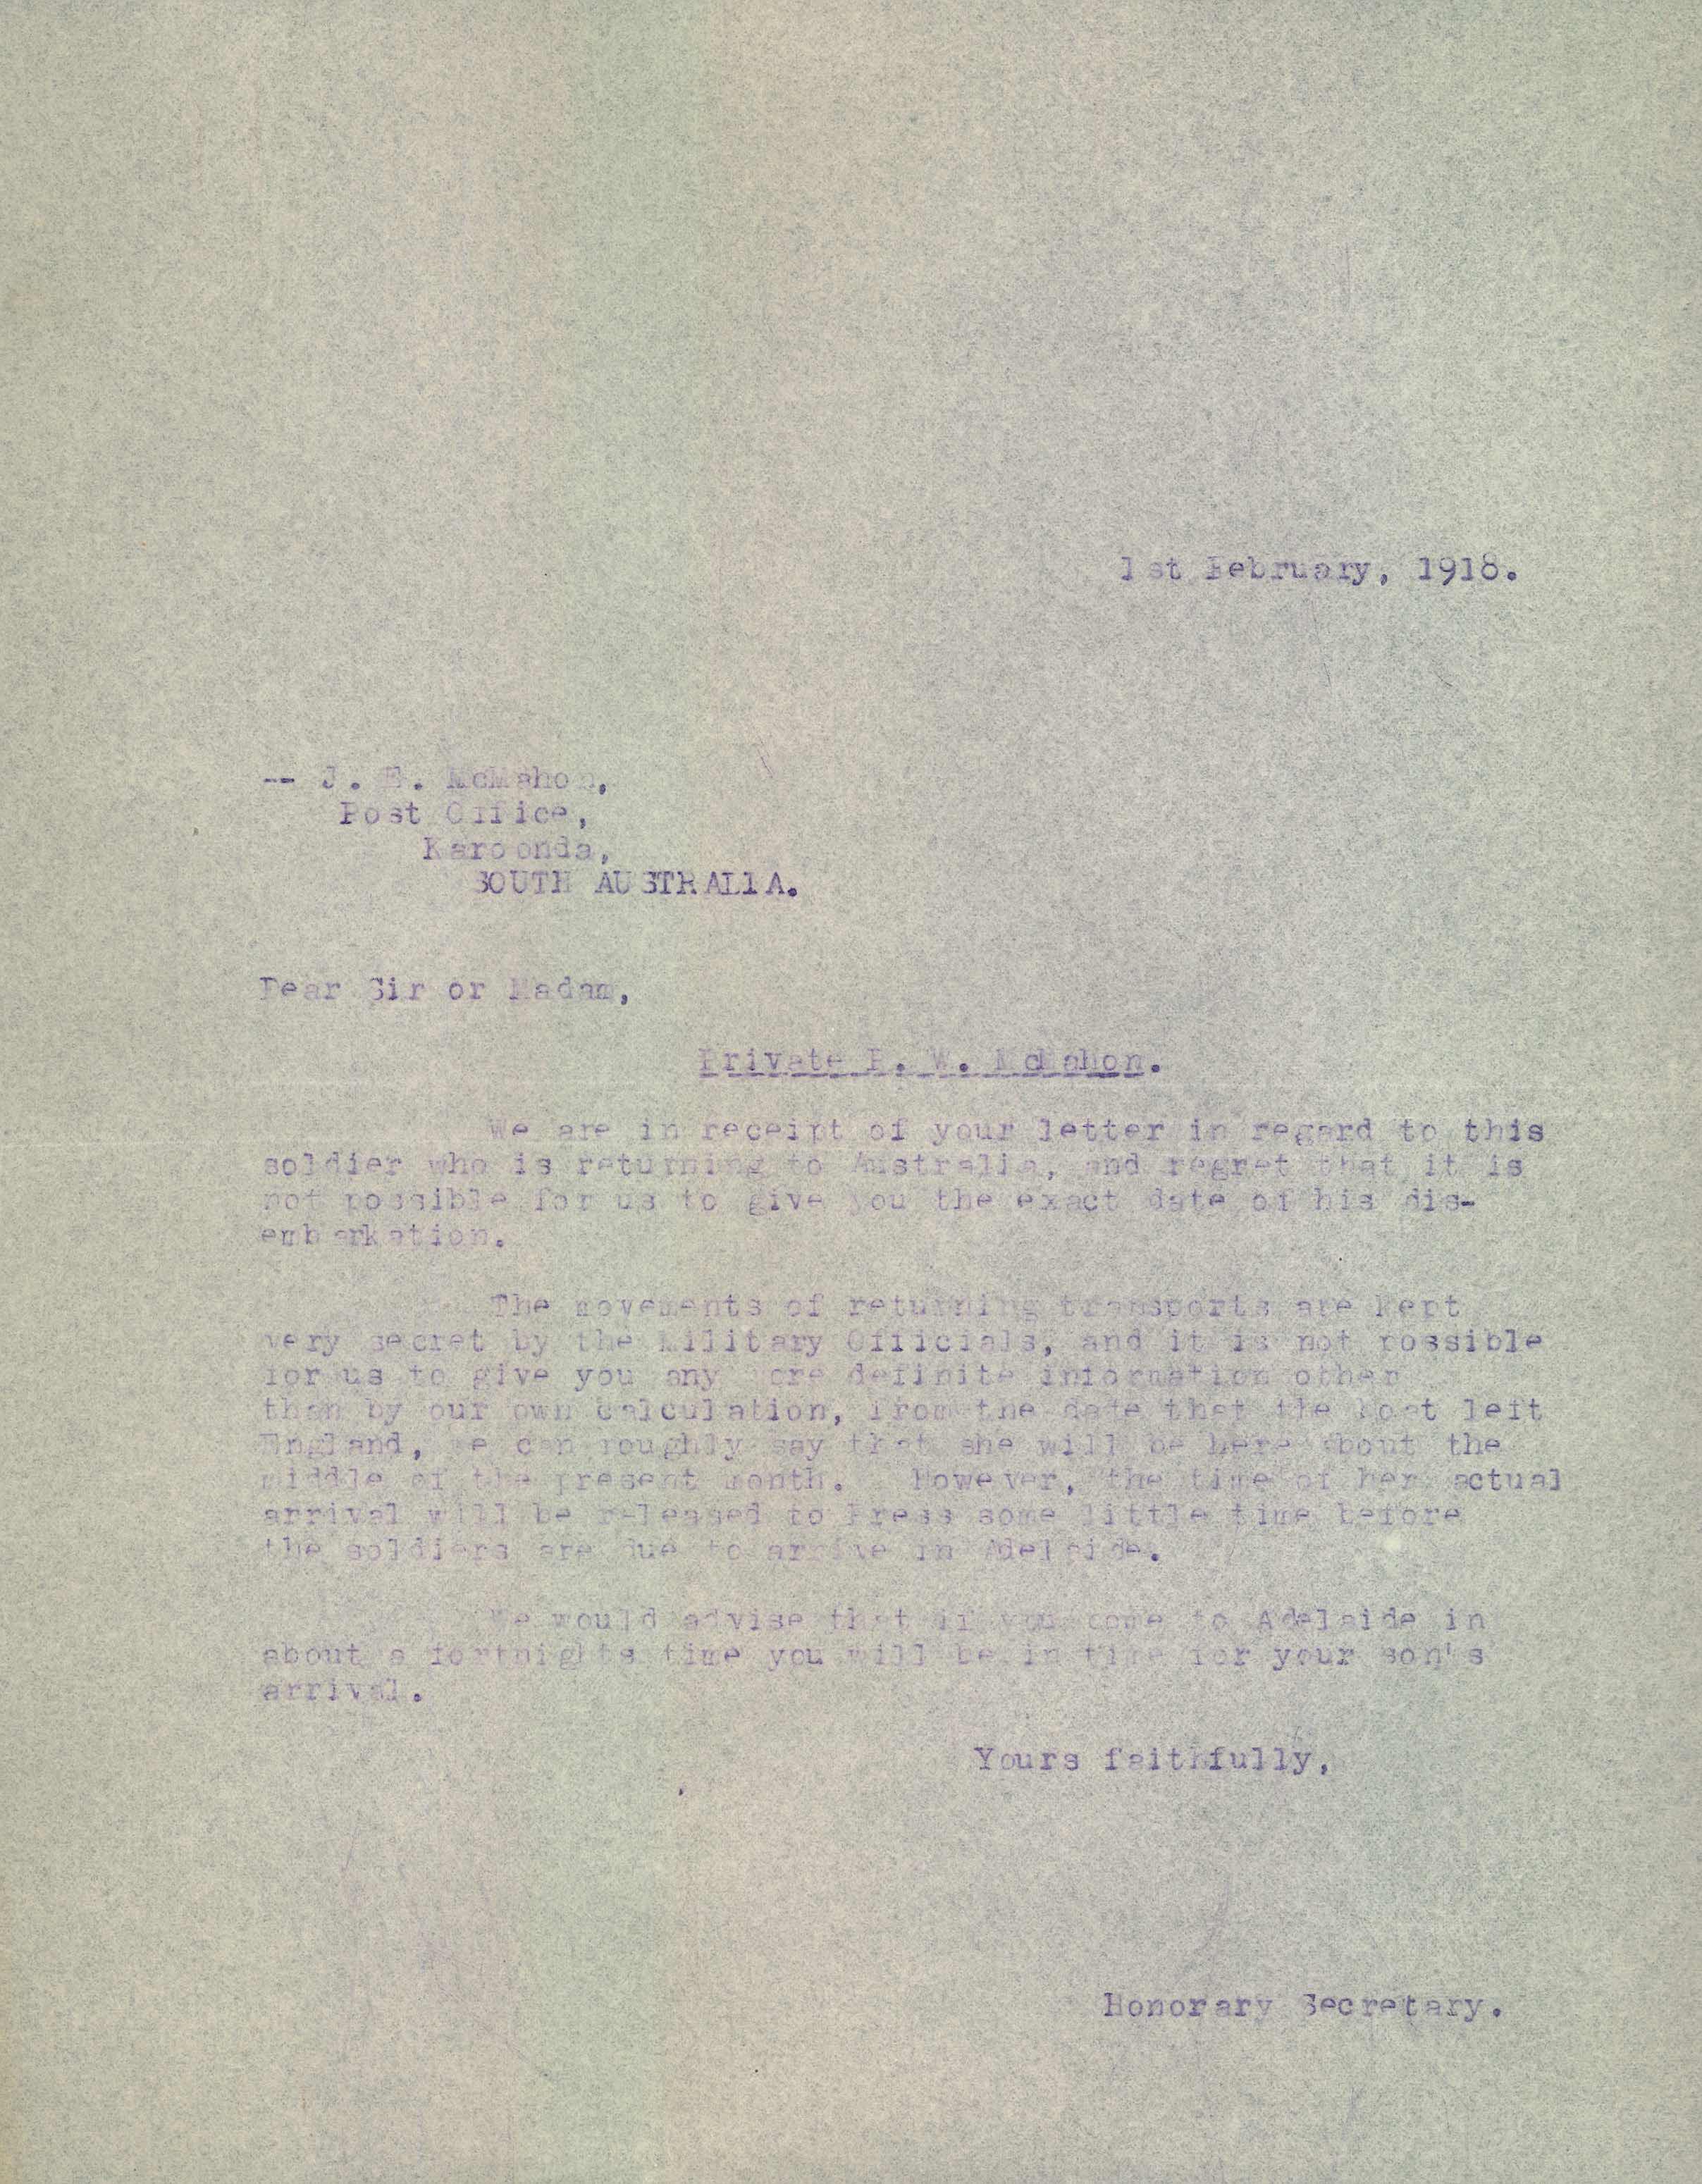 1st February, 1918.
-- J. E. McMahon,
Post Office,
Karoonda,
SOUTH AUSTRALIA.
Dear Sir or Madam,
Private W. McMahon.
We are in receipt of your letter in regard to this
soldier who is returning to Australia, and regret that it is
not possible for us to give you the exact date of his dis-
embarkation.
The movements of returning transports are kept
very secret by the Military Officials, and it is not possible
for us to give you any more definite information other
than by our own calculation, from the date that the boat left
England, we can roughly say that she will be here about the
middle of the present month. However, the time of her actual
arrival will be released to Press some little time before
the soldiers are due to arrive in Adelaide.
We would advise that if you come to Adelaide in
about a fortnights time you will be in time for your son's
arrival.
Yours faithfully,
Honorary Secretary.